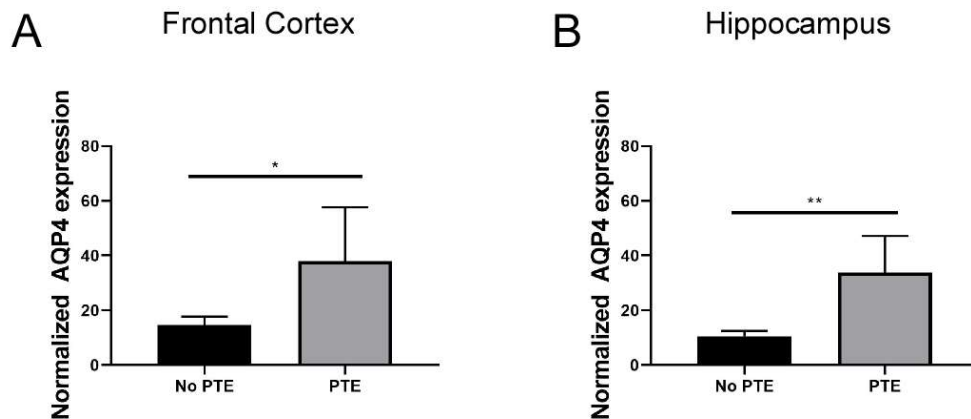 A
Frontal Cortex
Normalized AQP4 expression
80
60
40
20
0
*
No PTE
PTE
B
Hippocampus
Normalized AQP4 expression
80
60
40
20
0
**
No PTE
PTE